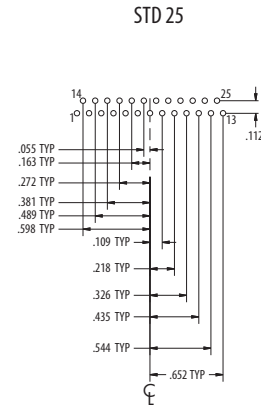 STD 25
14 25
1 13
.112
.055 TYP
.163 TYP
.272 TYP
.381 TYP
.489 TYP
.598 TYP
.109 TYP
.218 TYP
.326 TYP
.435 TYP
.544 TYP
.652 TYP
℄